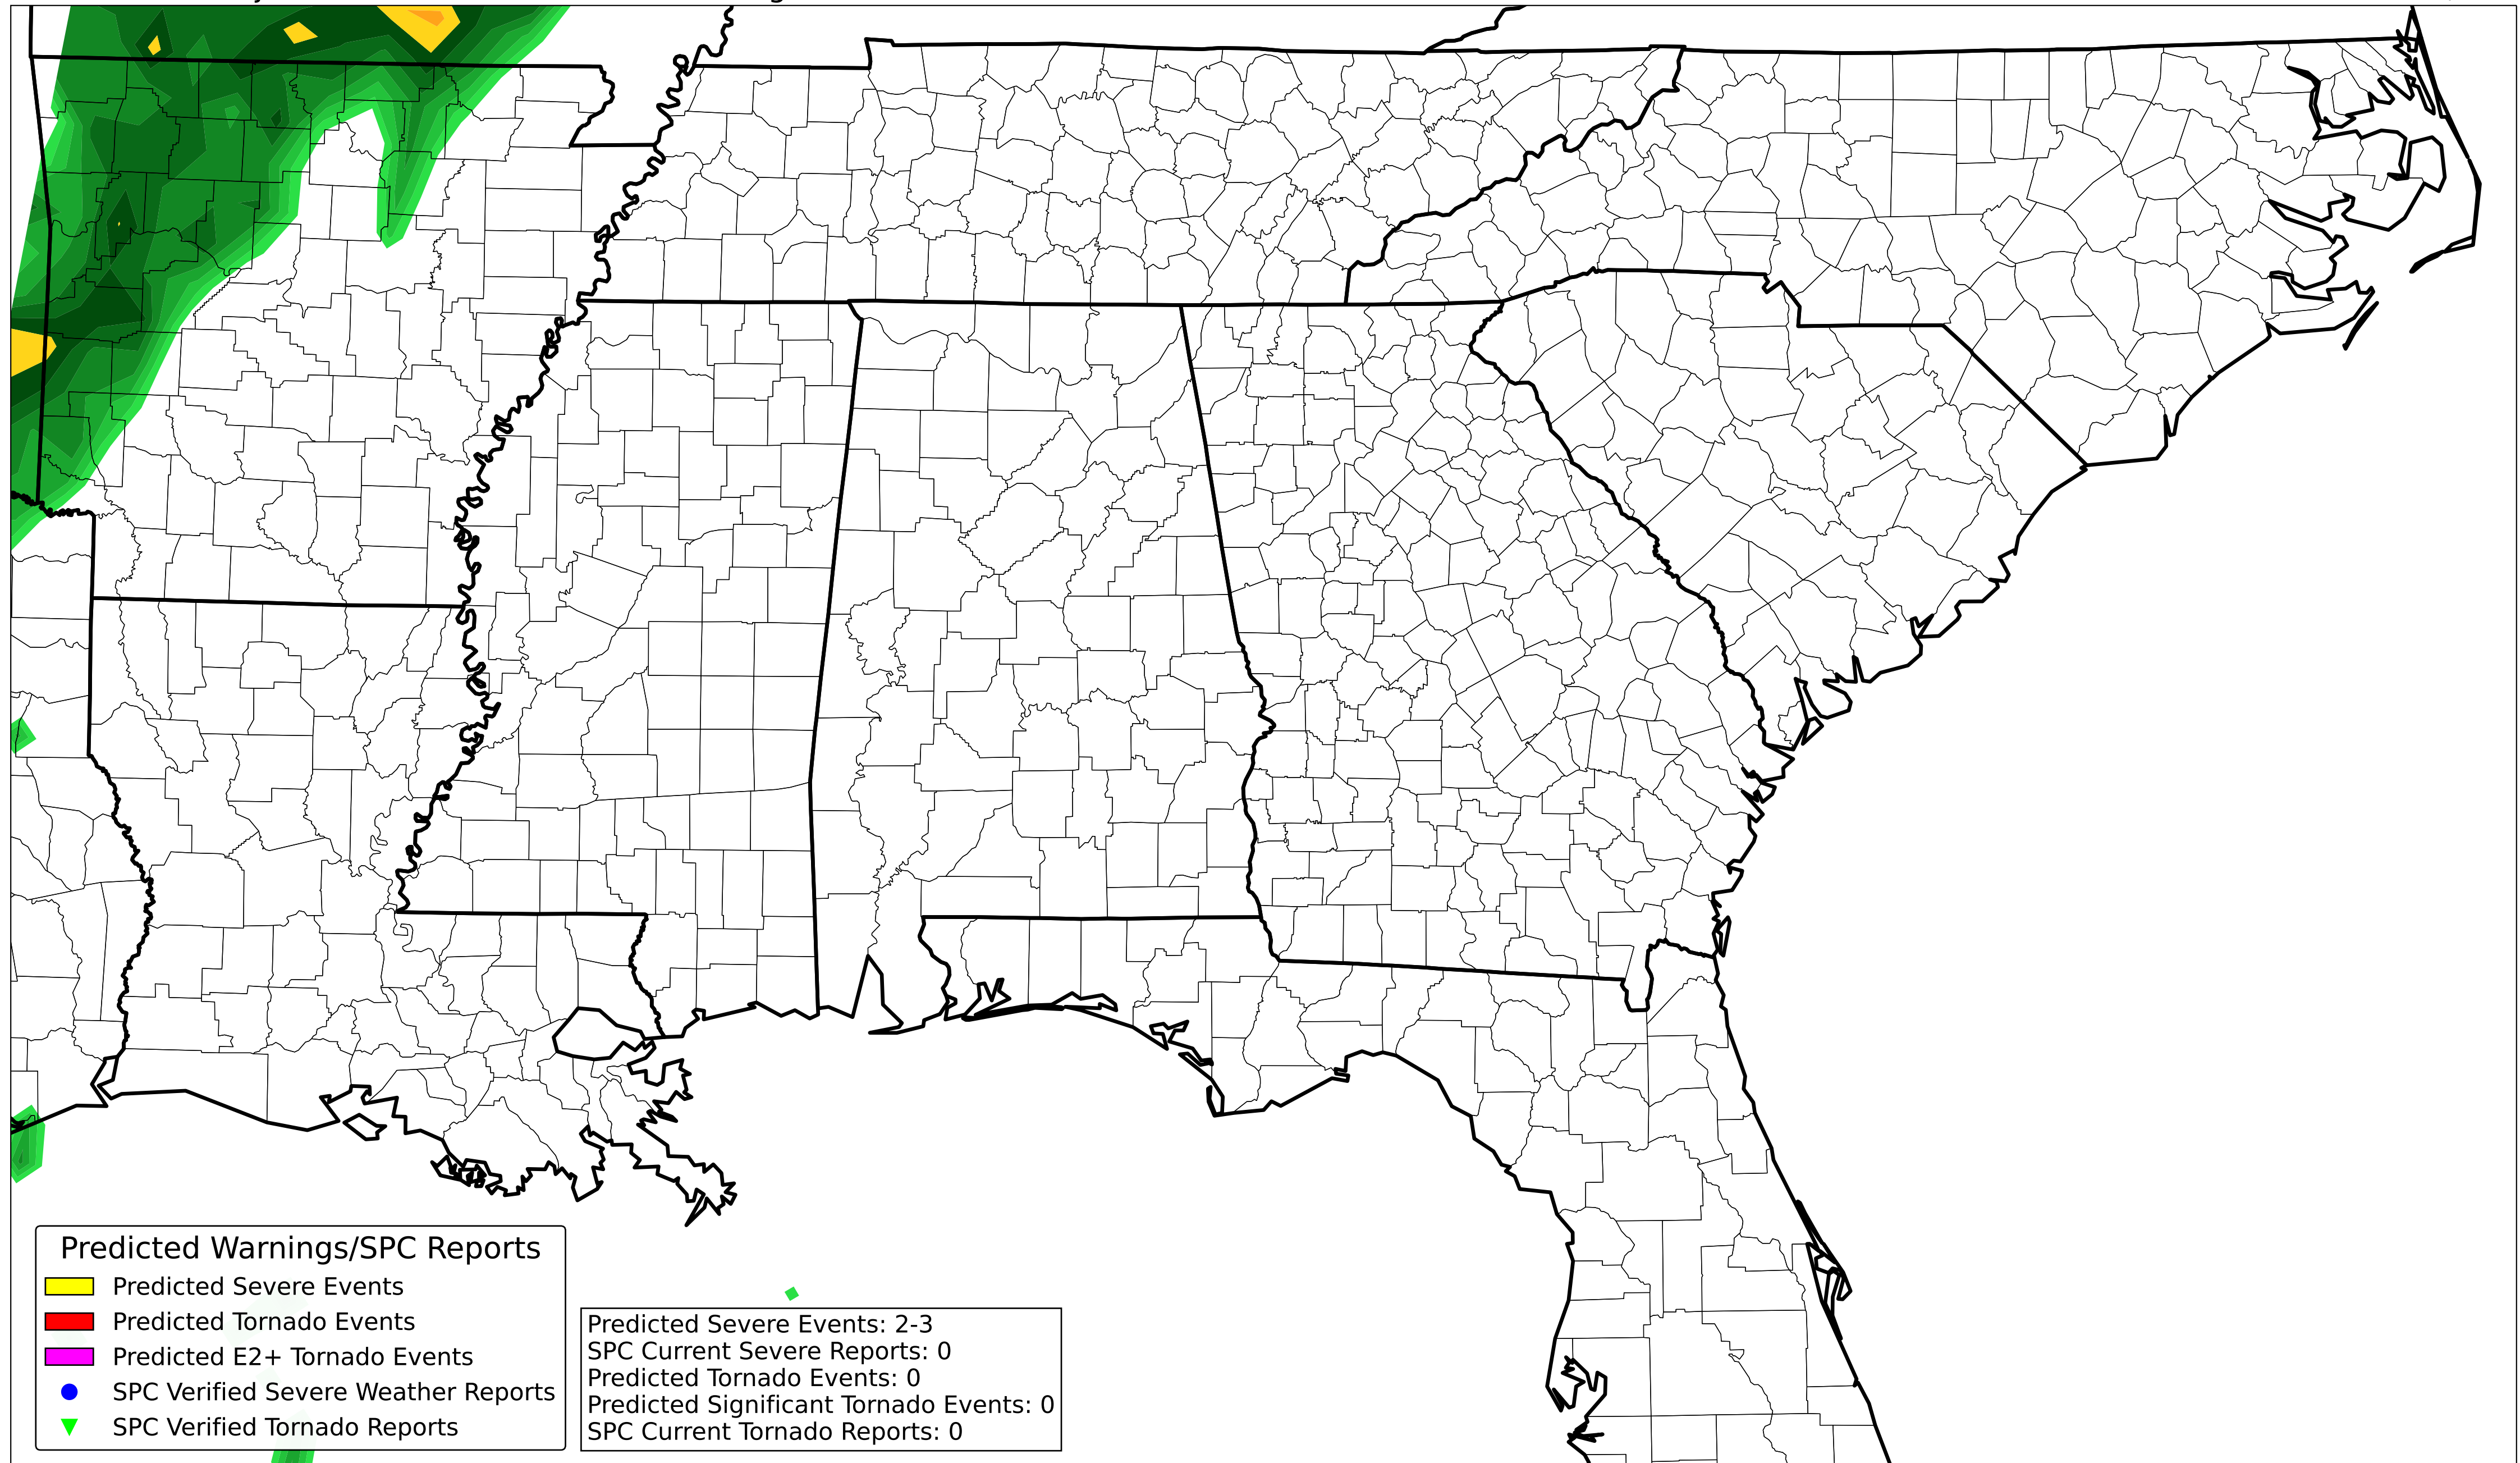 Predicted Warnings/SPC Reports
Predicted Severe Events
Predicted Tornado Events
Predicted E2+ Tornado Events
SPC Verified Severe Weather Reports
SPC Verified Tornado Reports
Predicted Severe Events: 2-3
SPC Current Severe Reports: 0
Predicted Tornado Events: 0
Predicted Significant Tornado Events: 0
SPC Current Tornado Reports: 0